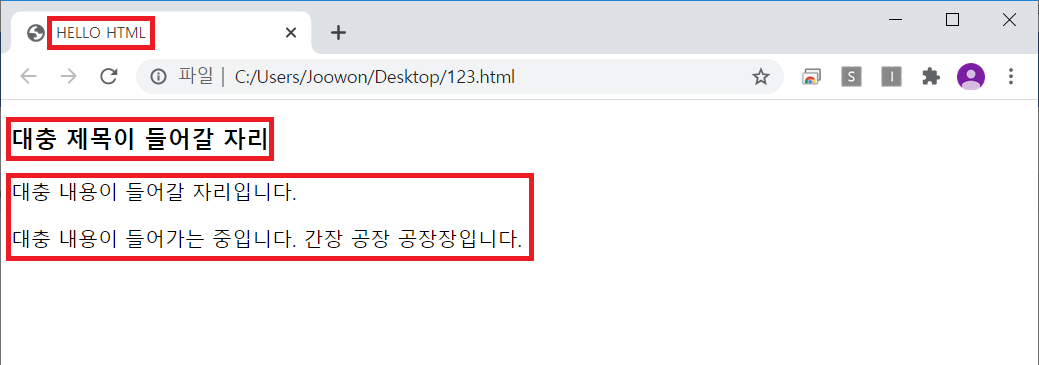 HELLO HTML
파일 | C:/Users/Joowon/Desktop/123.html
S I
대충 제목이 들어갈 자리
대충 내용이 들어갈 자리입니다.
대충 내용이 들어가는 중입니다. 간장 공장 공장장입니다.